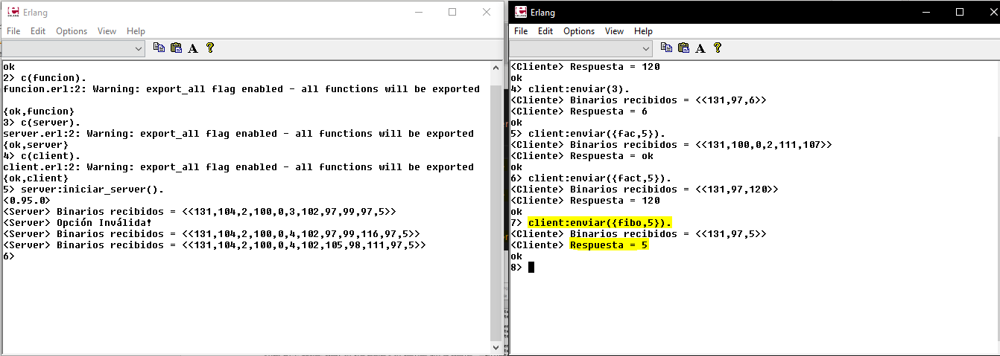 Erlang
File Edit Options View Help
ok
2> c(funcion).
funcion.erl:2: Warning: export_all flag enabled - all functions will be exported
{ok,funcion}
3> c(server).
server.erl:2: Warning: export_all flag enabled - all functions will be exported
{ok,server}
4> c(client).
client.erl:2: Warning: export_all flag enabled - all functions will be exported
{ok,client}
5> server:iniciar_server().
<0.95.0>
<Server> Binarios recibidos = <<131,104,2,100,0,3,102,97,99,97,5>>
<Server> Opción Inválida!
<Server> Binarios recibidos = <<131,104,2,100,0,4,102,97,99,116,97,5>>
<Server> Binarios recibidos = <<131,104,2,100,0,4,102,105,98,111,97,5>>
6>
Erlang
File Edit Options View Help
<Cliente> Respuesta = 120
ok
4> client:enviar(3).
<Cliente> Binarios recibidos = <<131,97,6>>
<Cliente> Respuesta = 6
ok
5> client:enviar({fac,5}).
<Cliente> Binarios recibidos = <<131,100,0,2,111,107>>
<Cliente> Respuesta = ok
ok
6> client:enviar({fact,5}).
<Cliente> Binarios recibidos = <<131,97,120>>
<Cliente> Respuesta = 120
ok
7> client:enviar({fibo,5}).
<Cliente> Binarios recibidos = <<131,97,5>>
<Cliente> Respuesta = 5
ok
8>